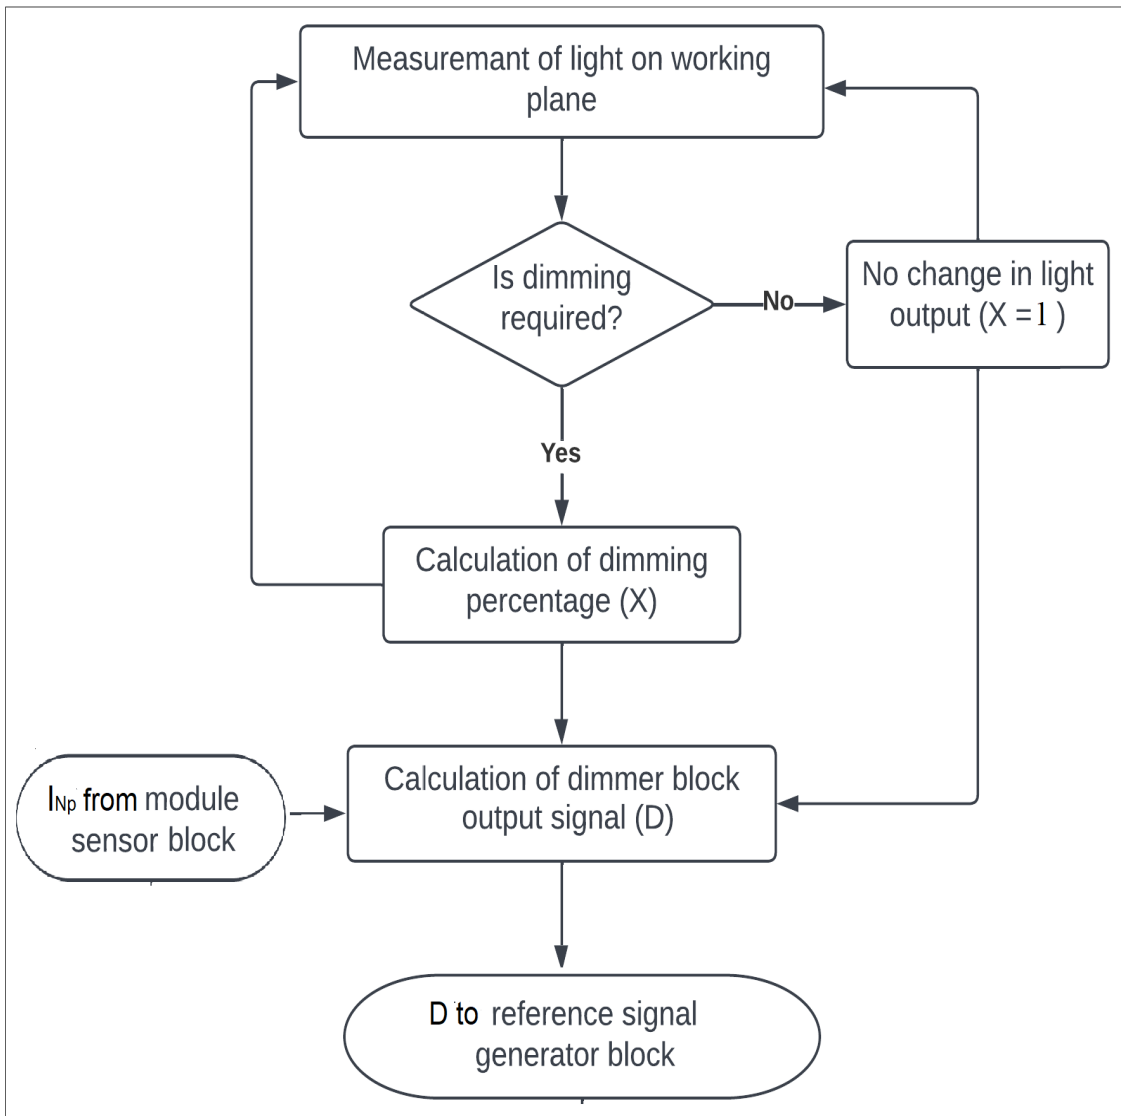 Measuremant of light on working
plane
Is dimming
required?
No
No change in light
output (X =1 )
Yes
Calculation of dimming
percentage (X)
INp from module
sensor block
Calculation of dimmer block
output signal (D)
D to reference signal
generator block